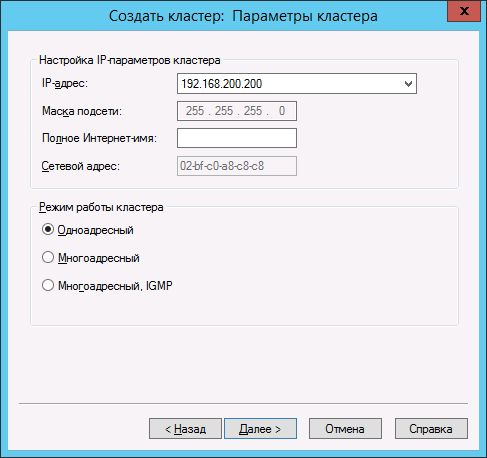 Создать кластер: Параметры кластера
x
Настройка IP-параметров кластера
IP-адрес: 192.168.200.200
Маска подсети: 255 . 255 . 255 . 0
Полное Интернет-имя:
Сетевой адрес: 02-bf-c0-a8-c8-c8
Режим работы кластера
Одноадресный
Многоадресный
Многоадресный, IGMP
< Назад Далее > Отмена Справка